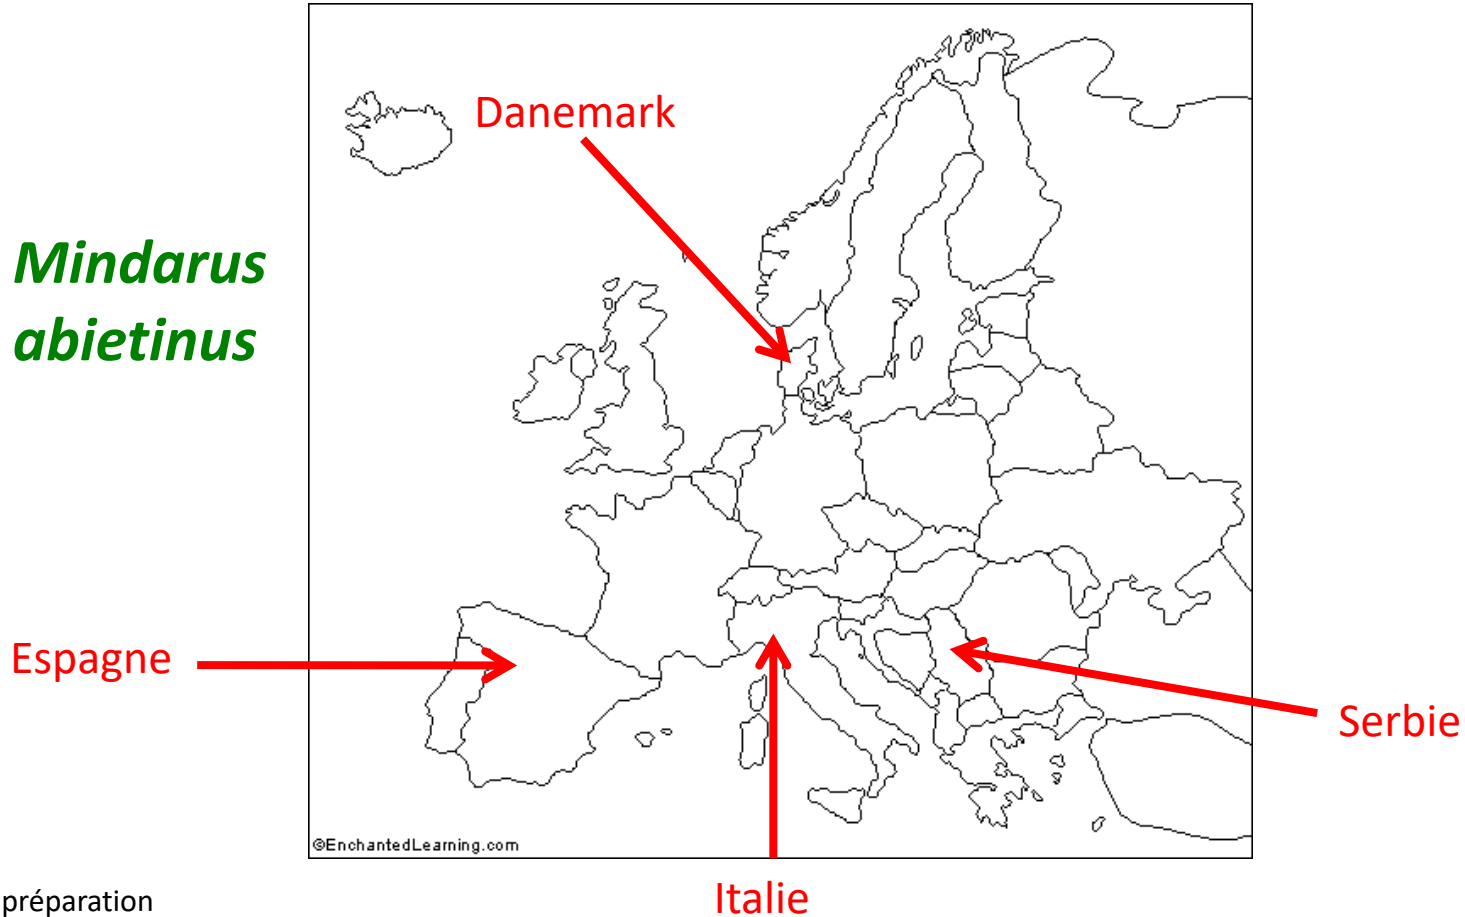 Danemark
Mindarus
abietinus
Espagne
Serbie
©EnchantedLearning.com
Italie
préparation